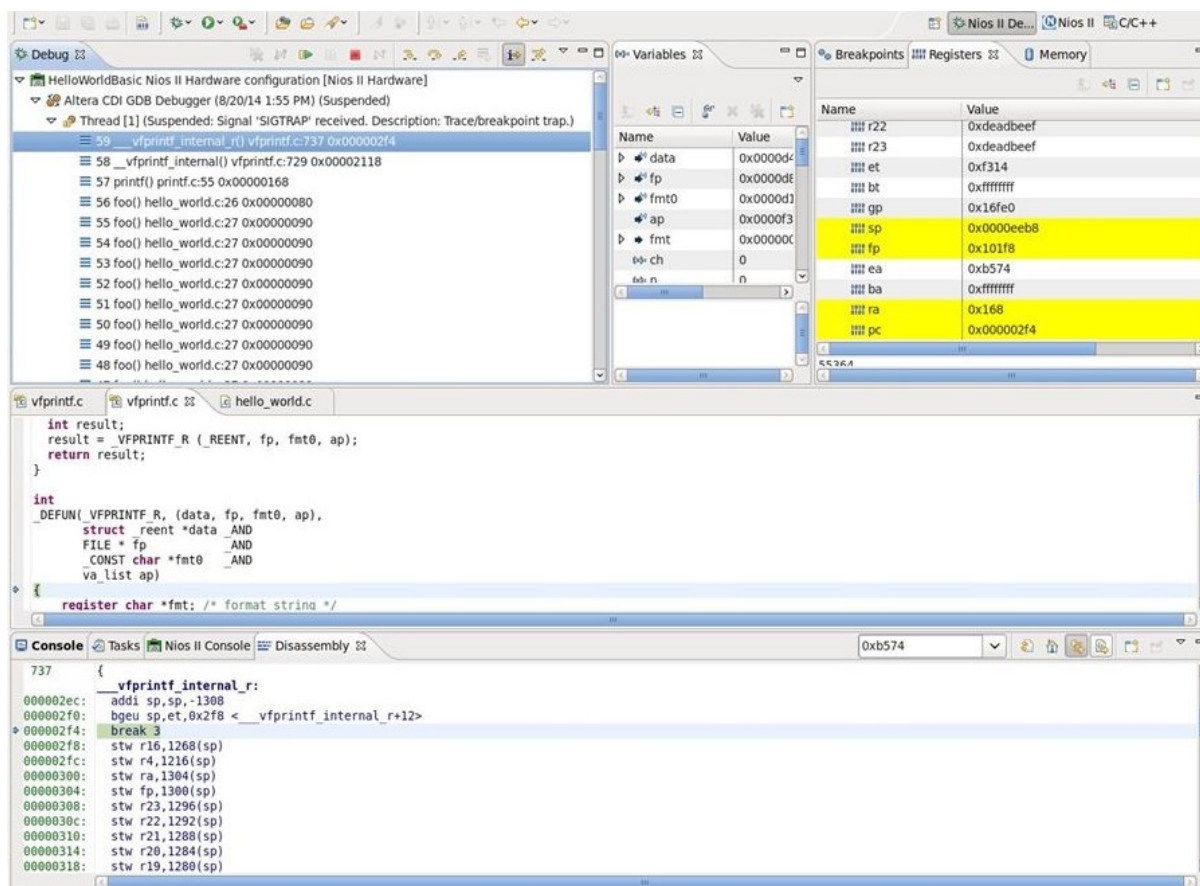 Nios II De... Nios II C/C++
Debug
HelloWorldBasic Nios II Hardware configuration [Nios II Hardware]
Altera CDI GDB Debugger (8/20/14 1:55 PM) (Suspended)
Thread [1] (Suspended: Signal 'SIGTRAP' received. Description: Trace/breakpoint trap.)
59 ___vfprintf_internal_r() vfprintf.c:737 0x000002f4
58 __vfprintf_internal() vfprintf.c:729 0x00002118
57 printf() printf.c:55 0x00000168
56 foo() hello_world.c:26 0x00000080
55 foo() hello_world.c:27 0x00000090
54 foo() hello_world.c:27 0x00000090
53 foo() hello_world.c:27 0x00000090
52 foo() hello_world.c:27 0x00000090
51 foo() hello_world.c:27 0x00000090
50 foo() hello_world.c:27 0x00000090
49 foo() hello_world.c:27 0x00000090
48 foo() hello_world.c:27 0x00000090
Variables
Name Value
data 0x0000d4
fp 0x0000d8
fmt0 0x0000d1
ap 0x0000f3
fmt 0x000000
ch 0
n 0
Breakpoints Registers Memory
Name Value
r22 0xdeadbeef
r23 0xdeadbeef
et 0xf314
bt 0xffffffff
gp 0x16fe0
sp 0x0000eeb8
fp 0x101f8
ea 0xb574
ba 0xffffffff
ra 0x168
pc 0x000002f4
55364
vfprintf.c vfprintf.c hello_world.c
int result;
result = _VFPRINTF_R (_REENT, fp, fmt0, ap);
return result;
}
int
_DEFUN(_VFPRINTF_R, (data, fp, fmt0, ap),
struct _reent *data _AND
FILE * fp _AND
_CONST char *fmt0 _AND
va_list ap)
{
register char *fmt; /* format string */
Console Tasks Nios II Console Disassembly 0xb574
737 {
___vfprintf_internal_r:
000002ec: addi sp,sp,-1308
000002f0: bgeu sp,et,0x2f8 <___vfprintf_internal_r+12>
000002f4: break 3
000002f8: stw r16,1268(sp)
000002fc: stw r4,1216(sp)
00000300: stw ra,1304(sp)
00000304: stw fp,1300(sp)
00000308: stw r23,1296(sp)
0000030c: stw r22,1292(sp)
00000310: stw r21,1288(sp)
00000314: stw r20,1284(sp)
00000318: stw r19,1280(sp)